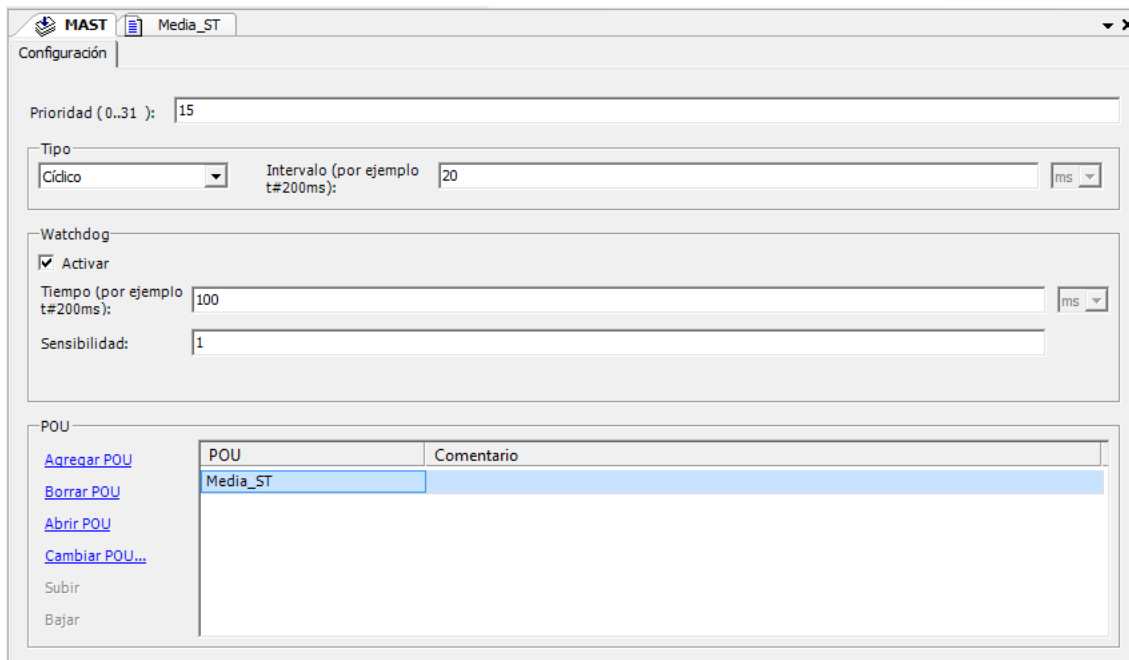 MAST Media_ST
Configuración
Prioridad ( 0..31 ): 15
Tipo
Cíclico Intervalo (por ejemplo t#200ms): 20 ms
Watchdog
Activar
Tiempo (por ejemplo t#200ms): 100 ms
Sensibilidad: 1
POU
Agregar POU
Borrar POU
Abrir POU
Cambiar POU...
Subir
Bajar
POU Comentario
Media_ST